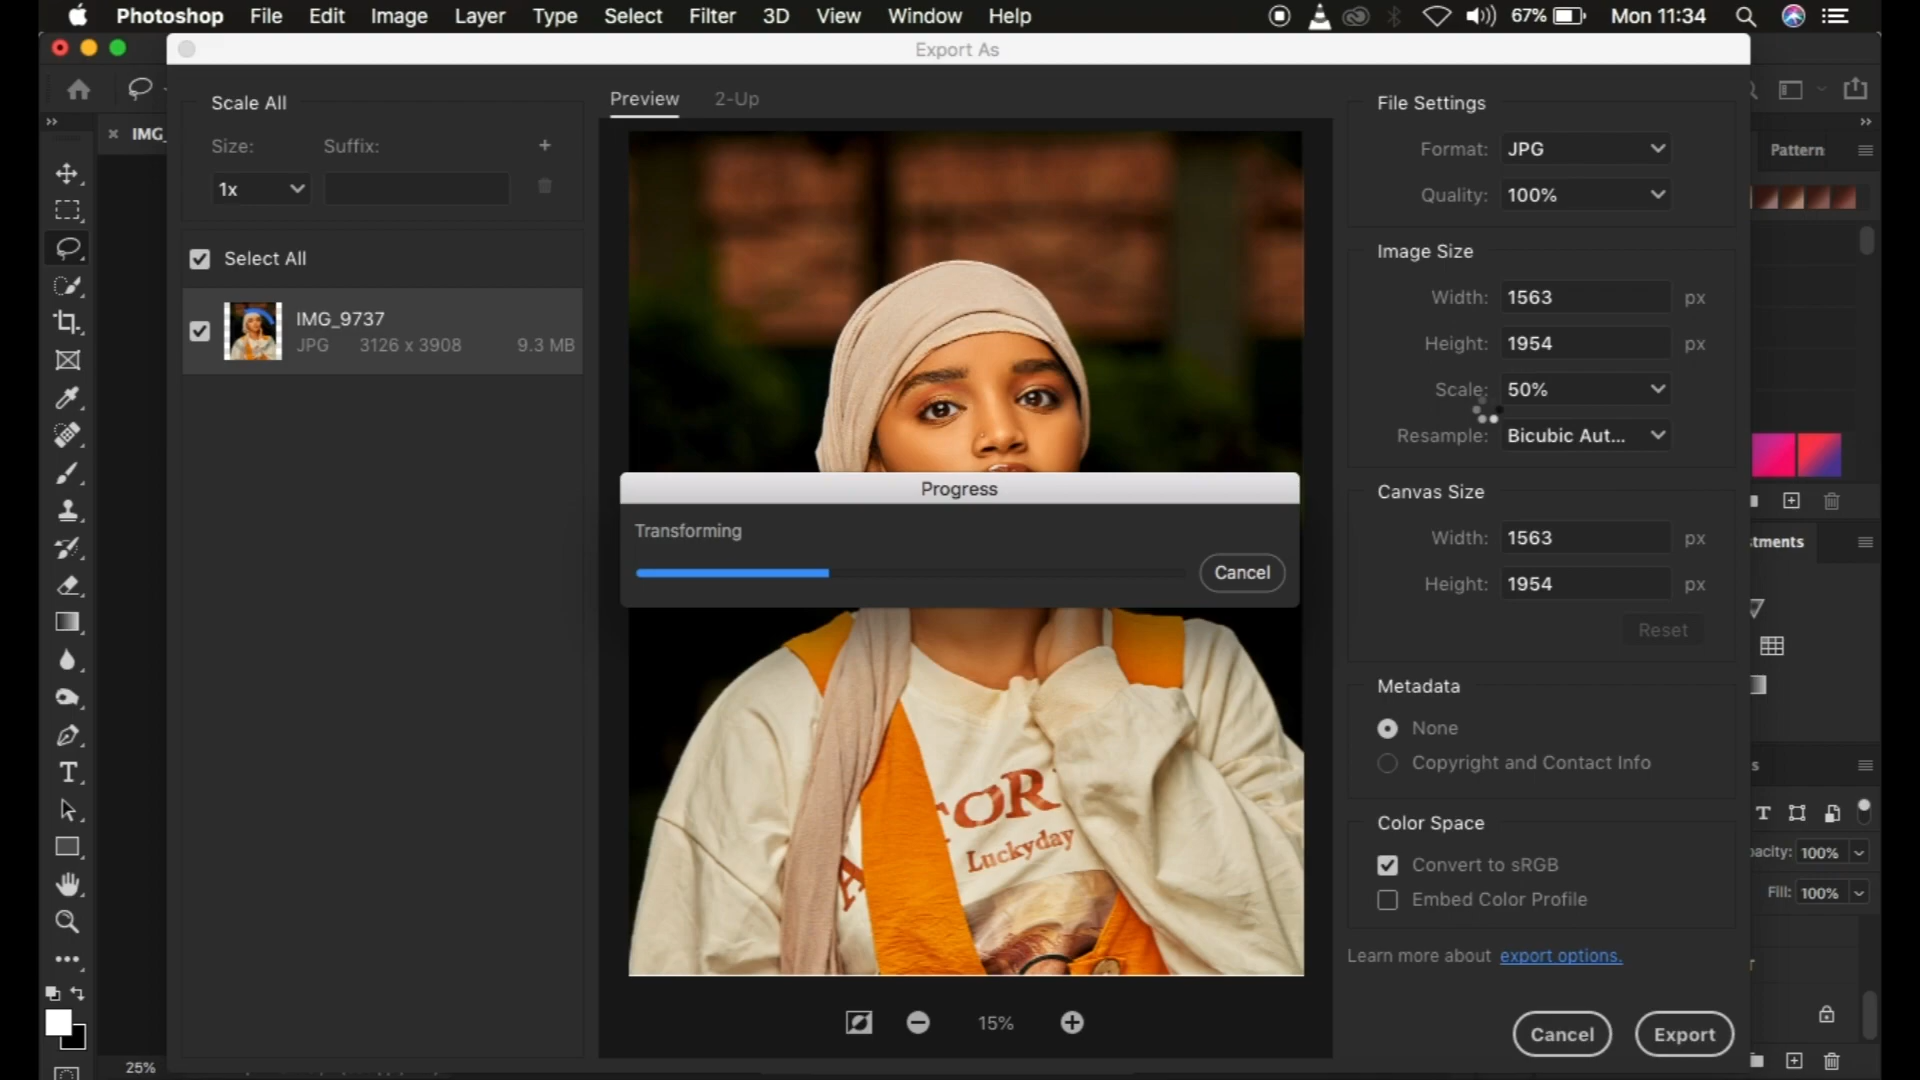 Photoshop File Edit Image Layer Type Select Filter 3D View Window Help 67% Mon 11:34
Export As
IMG_
Scale All
Size: Suffix:
1x
Select All
IMG_9737
JPG 3126 x 3908 9.3 MB
Preview 2-Up
Progress
Transforming
Cancel
OR
A
Luckyday
15%
File Settings
Format: JPG
Quality: 100%
Image Size
Width: 1563 px
Height: 1954 px
Scale: 50%
Resample: Bicubic Aut...
Canvas Size
Width: 1563 px
Height: 1954 px
Reset
Metadata
None
Copyright and Contact Info
Color Space
Convert to sRGB
Embed Color Profile
Learn more about export options.
Cancel Export
Pattern
stments
s
T
pacity: 100%
Fill: 100%
T
25%